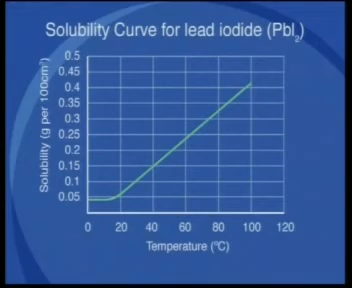 Solubility Curve for lead iodide (PbI₂)
Solubility (g per 100cm³)
0.5
0.45
0.4
0.35
0.3
0.25
0.2
0.15
0.1
0.05
0 20 40 60 80 100 120
Temperature (°C)